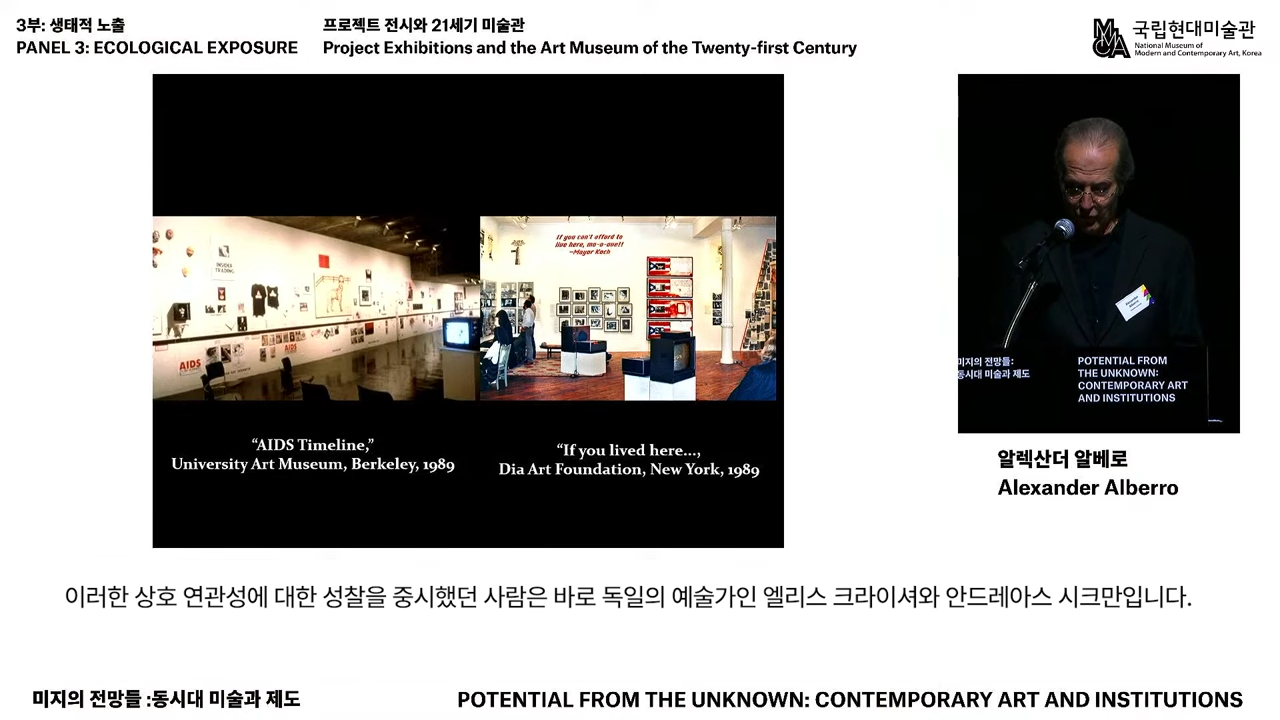 3부: 생태적 노출
PANEL 3: ECOLOGICAL EXPOSURE
프로젝트 전시와 21세기 미술관
Project Exhibitions and the Art Museum of the Twenty-first Century
국립현대미술관
National Museum of
Modern and Contemporary Art, Korea
INSIDER
TRADING
AIDS
If you can't afford to
live here, mo-o-ove!!
—Mayor Koch
“AIDS Timeline,”
University Art Museum, Berkeley, 1989
“If you lived here...,
Dia Art Foundation, New York, 1989
미지의 전망들:
동시대 미술과 제도
POTENTIAL FROM
THE UNKNOWN:
CONTEMPORARY ART
AND INSTITUTIONS
알렉산더 알베로
Alexander Alberro
이러한 상호 연관성에 대한 성찰을 중시했던 사람은 바로 독일의 예술가인 엘리스 크라이셔와 안드레아스 시크만입니다.
미지의 전망들 :동시대 미술과 제도
POTENTIAL FROM THE UNKNOWN: CONTEMPORARY ART AND INSTITUTIONS